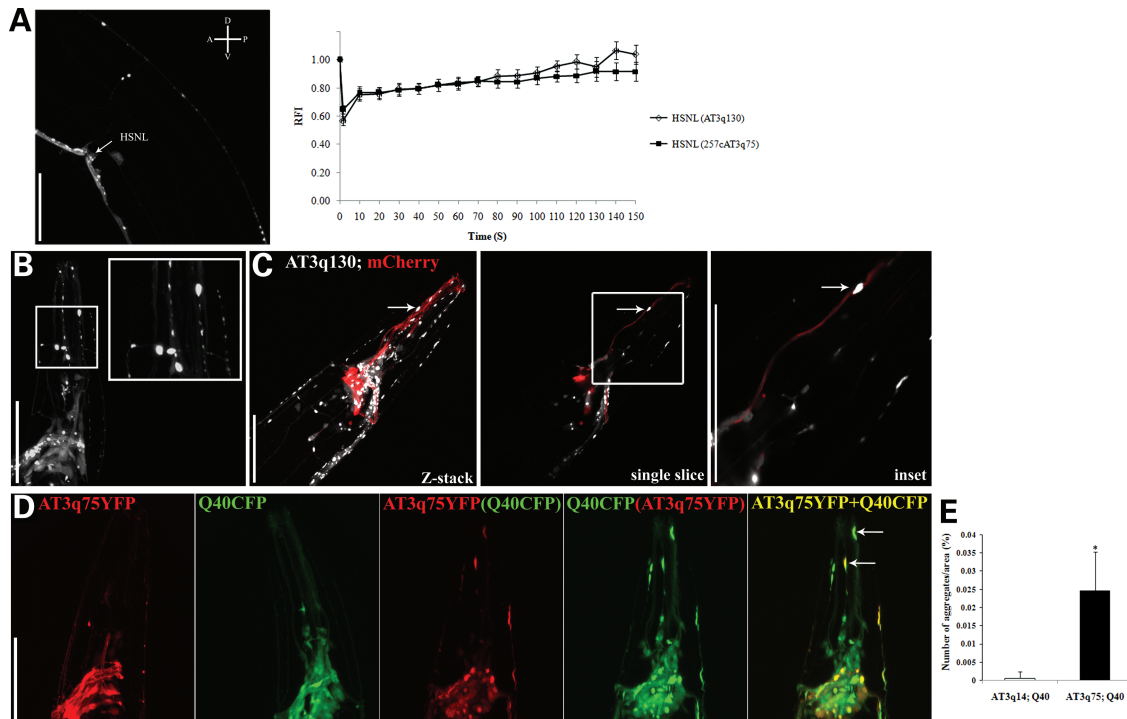 A
D
A P
V
HSNL
1.00
0.80
0.60
0.40
0.20
0.00
RFI
0 10 20 30 40 50 60 70 80 90 100 110 120 130 140 150
Time (S)
HSNL (AT3q130)
HSNL (257cAT3q75)
B
C
AT3q130; mCherry
Z-stack
single slice
inset
D
AT3q75YFP
Q40CFP
AT3q75YFP(Q40CFP)
Q40CFP(AT3q75YFP)
AT3q75YFP+Q40CFP
E
0.04
0.035
0.03
0.025
0.02
0.015
0.01
0.005
0
Number of aggregates/area (%)
*
AT3q14; Q40
AT3q75; Q40